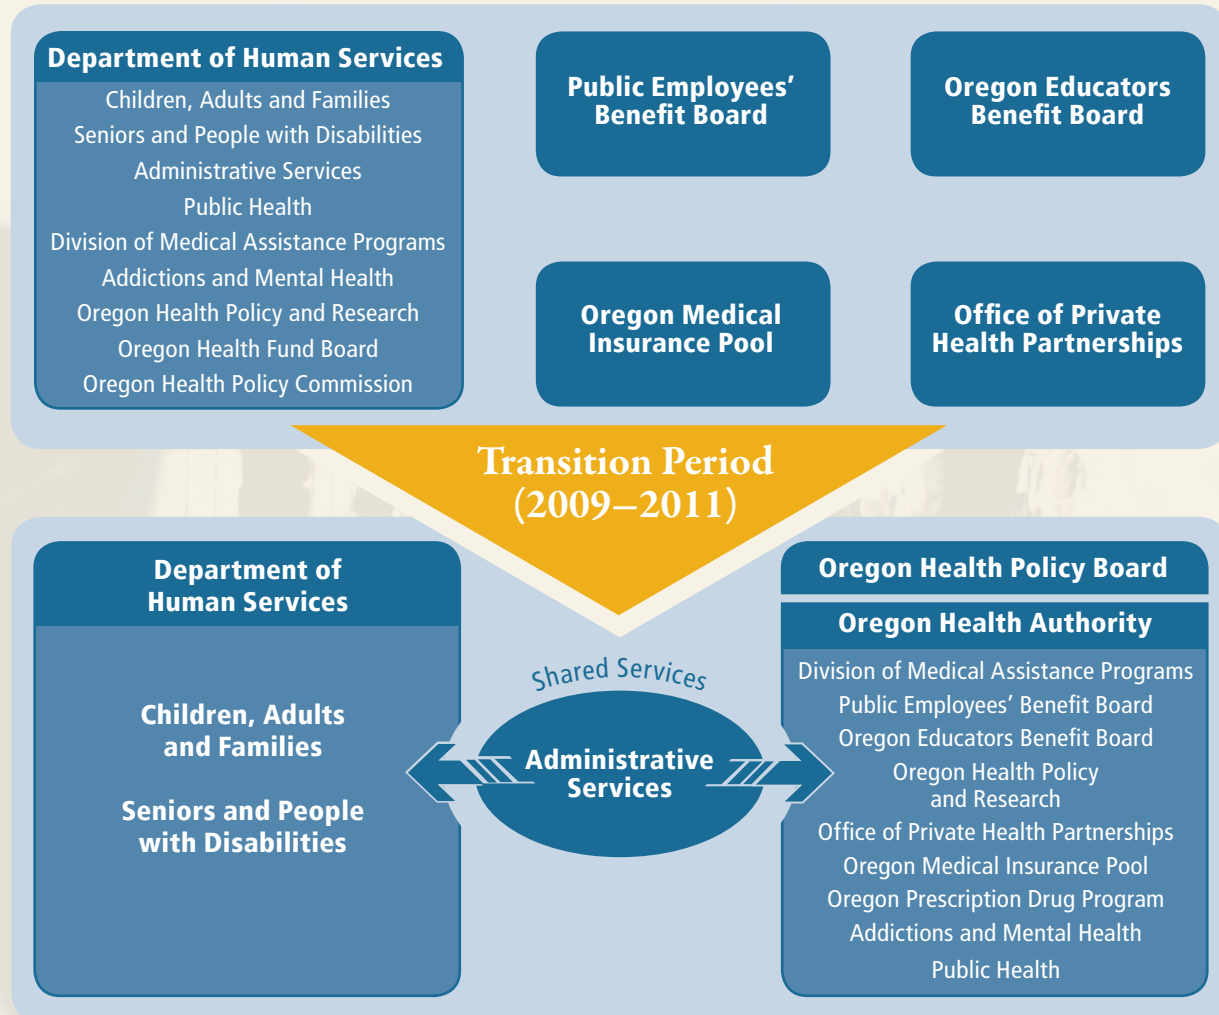 Department of Human Services
Children, Adults and Families
Seniors and People with Disabilities
Administrative Services
Public Health
Division of Medical Assistance Programs
Addictions and Mental Health
Oregon Health Policy and Research
Oregon Health Fund Board
Oregon Health Policy Commission
Public Employees’
Benefit Board
Oregon Educators
Benefit Board
Oregon Medical
Insurance Pool
Office of Private
Health Partnerships
Transition Period
(2009–2011)
Department of
Human Services
Children, Adults
and Families
Seniors and People
with Disabilities
Shared Services
Administrative
Services
Oregon Health Policy Board
Oregon Health Authority
Division of Medical Assistance Programs
Public Employees’ Benefit Board
Oregon Educators Benefit Board
Oregon Health Policy
and Research
Office of Private Health Partnerships
Oregon Medical Insurance Pool
Oregon Prescription Drug Program
Addictions and Mental Health
Public Health